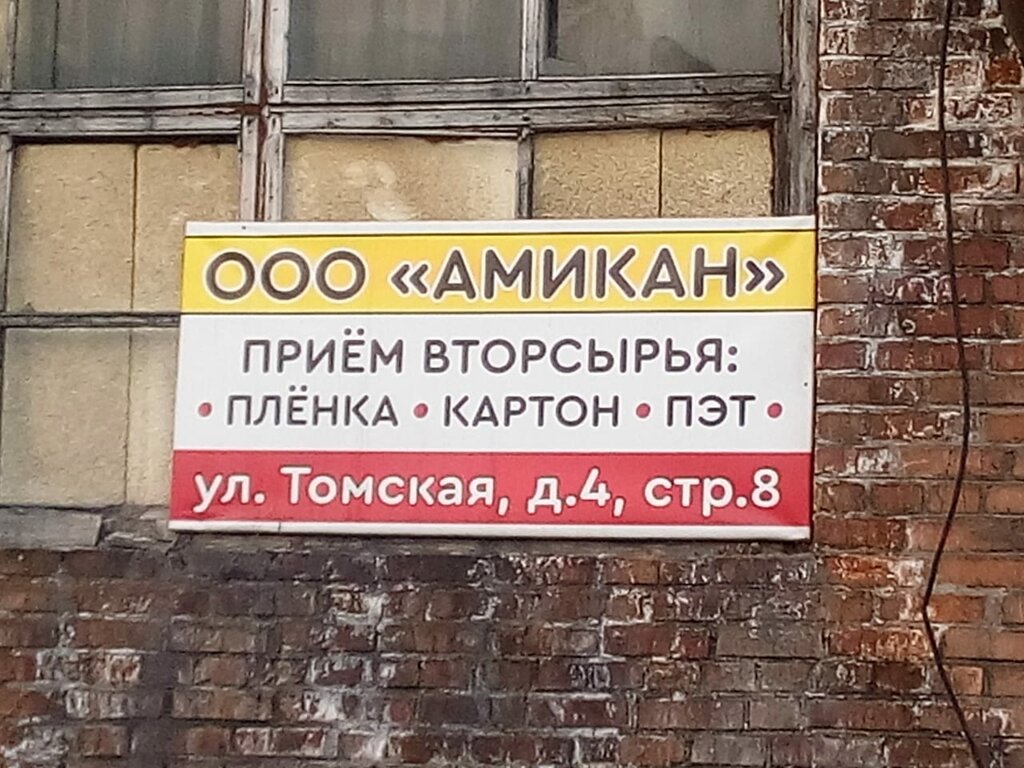 ООО «АМИКАН»
ПРИЁМ ВТОРСЫРЬЯ:
• ПЛЁНКА • КАРТОН • ПЭТ •
ул. Томская, д.4, стр.8